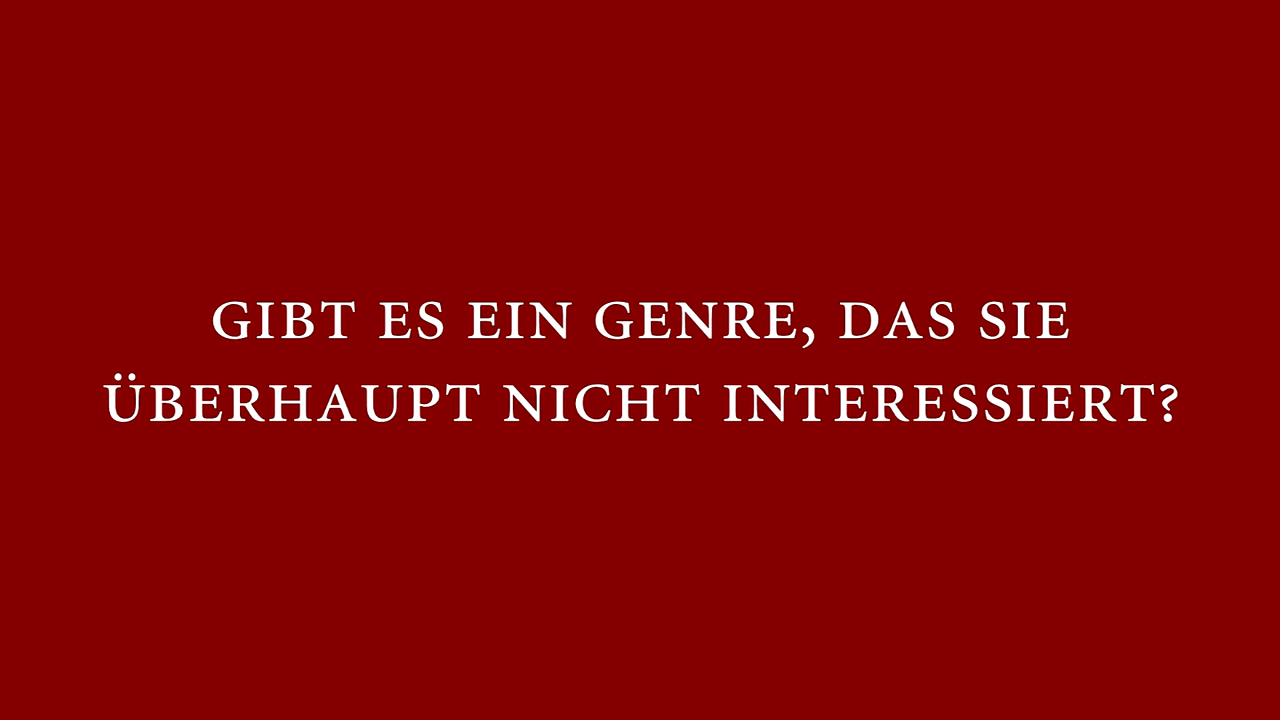 GIBT ES EIN GENRE, DAS SIE
ÜBERHAUPT NICHT INTERESSIERT?